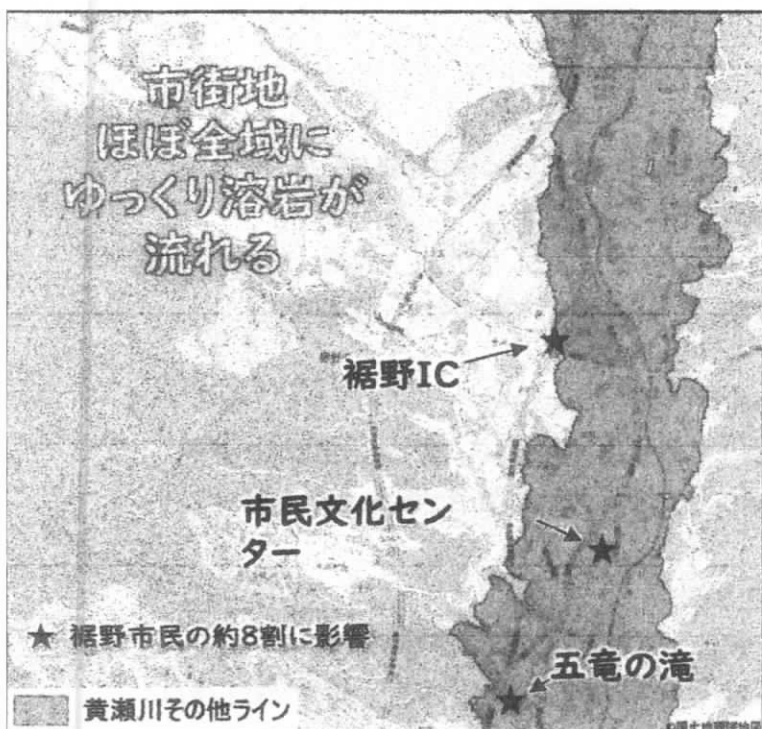 市街地
ほぼ全域に
ゆっくり溶岩が
流れる
裾野IC
市民文化セン
ター
★ 裾野市民の約8割に影響
五竜の滝
黄瀬川その他ライン